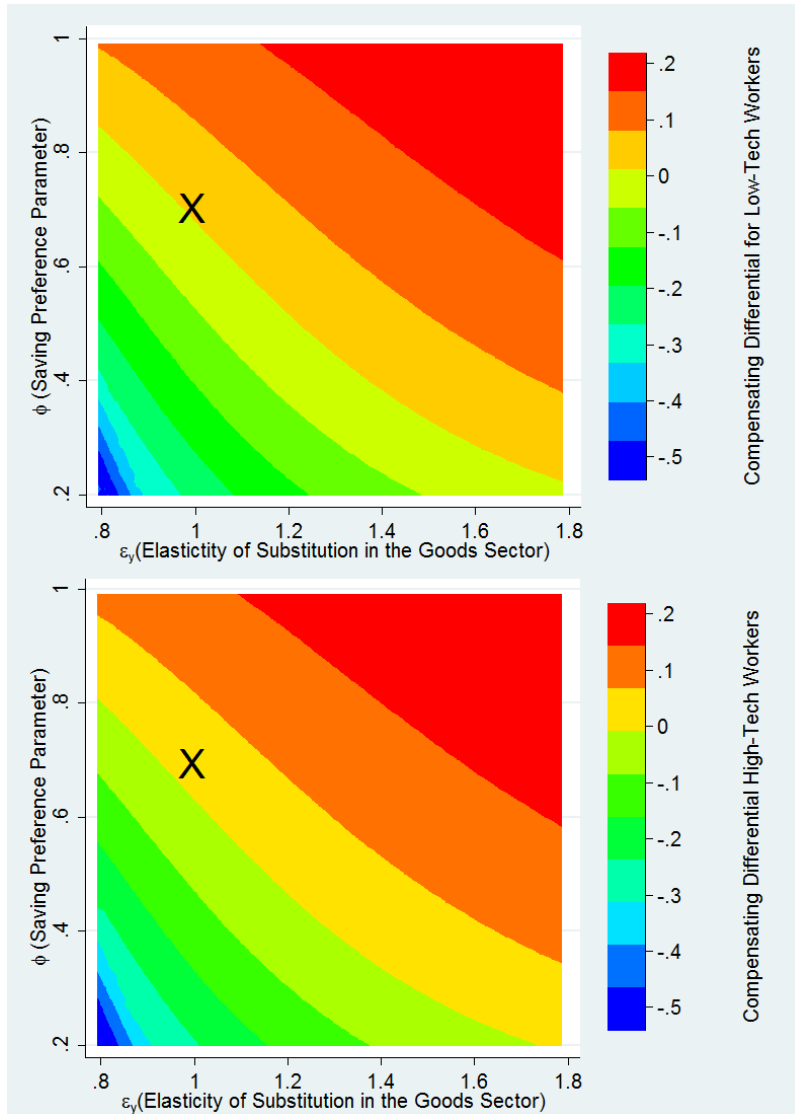 1
.8
.6
.4
.2
ϕ (Saving Preference Parameter)
X
.8 1 1.2 1.4 1.6 1.8
εy(Elastictity of Substitution in the Goods Sector)
.2
.1
0
-.1
-.2
-.3
-.4
-.5
Compensating Differential for Low-Tech Workers
1
.8
.6
.4
.2
ϕ (Saving Preference Parameter)
X
.8 1 1.2 1.4 1.6 1.8
εy(Elasticity of Substitution in the Goods Sector)
.2
.1
0
-.1
-.2
-.3
-.4
-.5
Compensating Differential High-Tech Workers